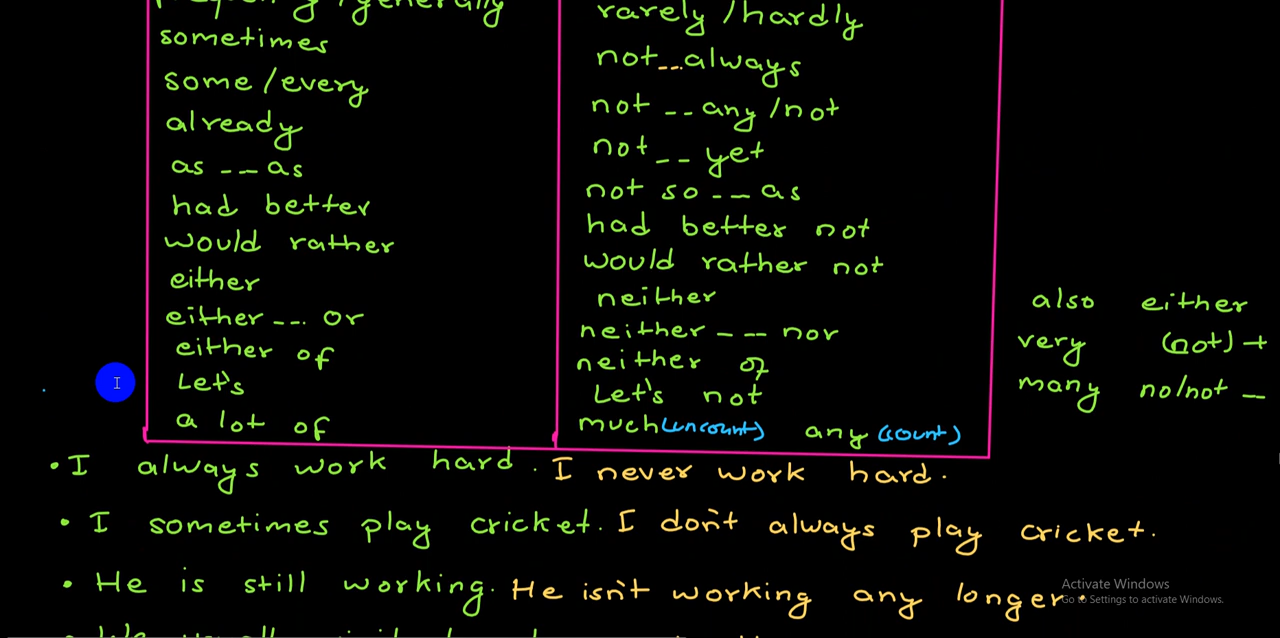 generally rarely /hardly
sometimes not---always
some/every not -- any/not
already not -- yet
as -- as not so -- as
had better had better not
would rather would rather not
either neither also either
either --- or neither -- nor very (not) +
either of neither of many no/not --
Let's Let's not
a lot of much(uncount) any (count)
• I always work hard. I never work hard.
• I sometimes play cricket. I don't always play cricket.
• He is still working. He isn't working any longer.
Activate Windows
Go to Settings to activate Windows.